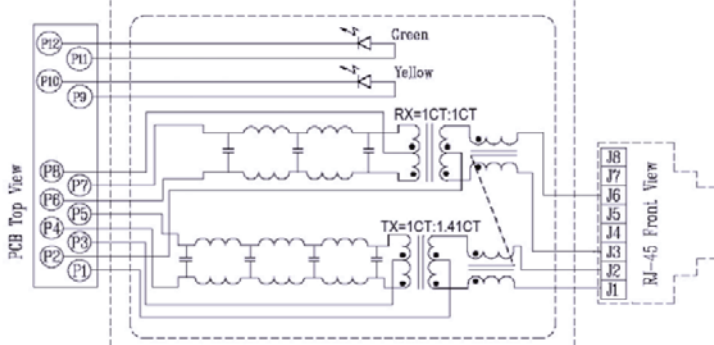 P12
P11
Green
P10
P9
Yellow
RX=1CT:1CT
P8
P7
P6
P5
P4
P3
P2
P1
TX=1CT:1.41CT
PCB Top View
J8
J7
J6
J5
J4
J3
J2
J1
RJ-45 Front View